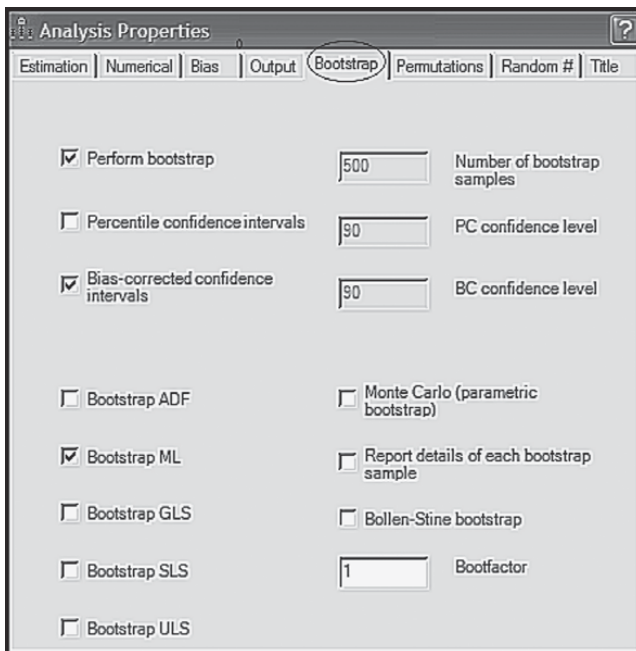 Analysis Properties
?
Estimation Numerical Bias Output Bootstrap Permutations Random # Title
Perform bootstrap
500
Number of bootstrap
samples
Percentile confidence intervals
90
PC confidence level
Bias-corrected confidence
intervals
90
BC confidence level
Bootstrap ADF
Monte Carlo (parametric
bootstrap)
Bootstrap ML
Report details of each bootstrap
sample
Bootstrap GLS
Bollen-Stine bootstrap
Bootstrap SLS
1
Bootfactor
Bootstrap ULS